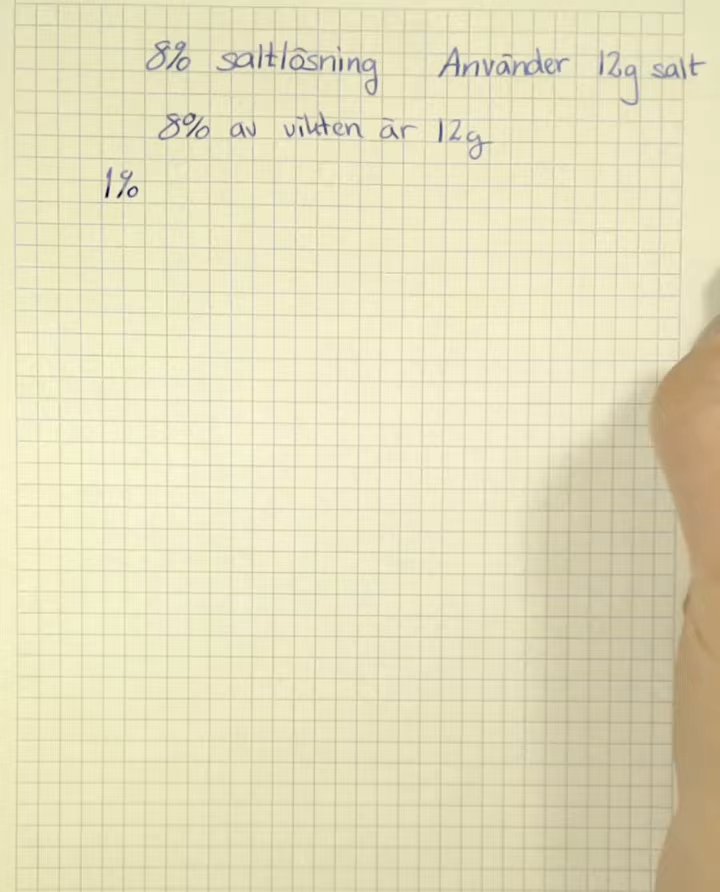 8% saltlösning Använder 12g salt
8% av vikten är 12g
1%